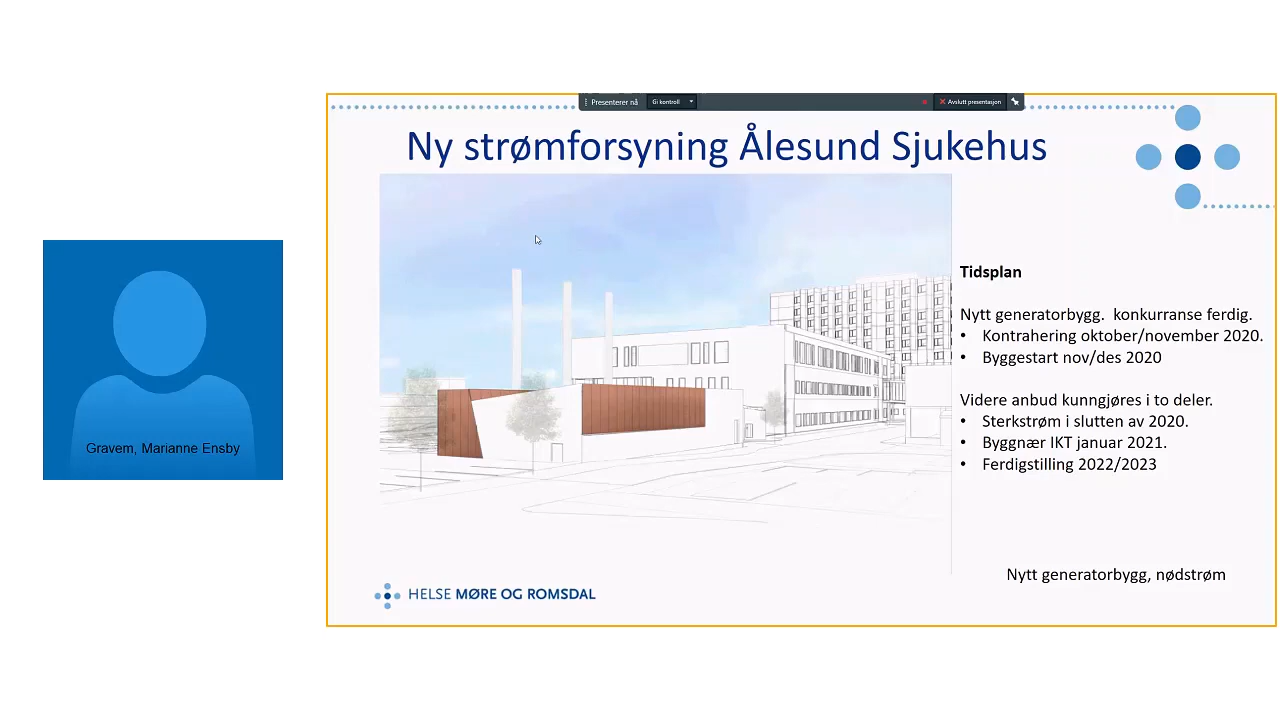 Presenterer nå
Gi kontroll
Avslutt presentasjon
Ny strømforsyning Ålesund Sjukehus
Tidsplan
Nytt generatorbygg.  konkurranse ferdig.
• Kontrahering oktober/november 2020.
• Byggestart nov/des 2020
Videre anbud kunngjøres i to deler.
• Sterkstrøm i slutten av 2020.
• Byggnær IKT januar 2021.
• Ferdigstilling 2022/2023
Gravem, Marianne Ensby
Nytt generatorbygg, nødstrøm
HELSE MØRE OG ROMSDAL